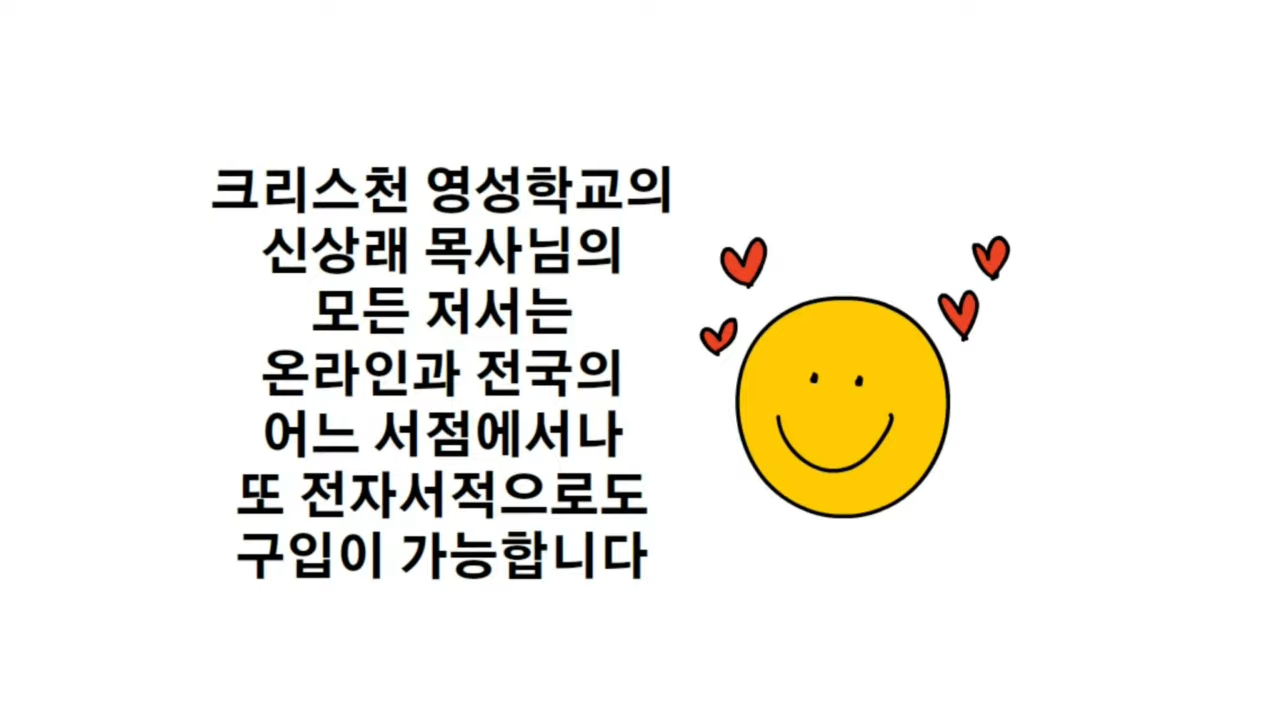 크리스천 영성학교의
신상래 목사님의
모든 저서는
온라인과 전국의
어느 서점에서나
또 전자서적으로도
구입이 가능합니다